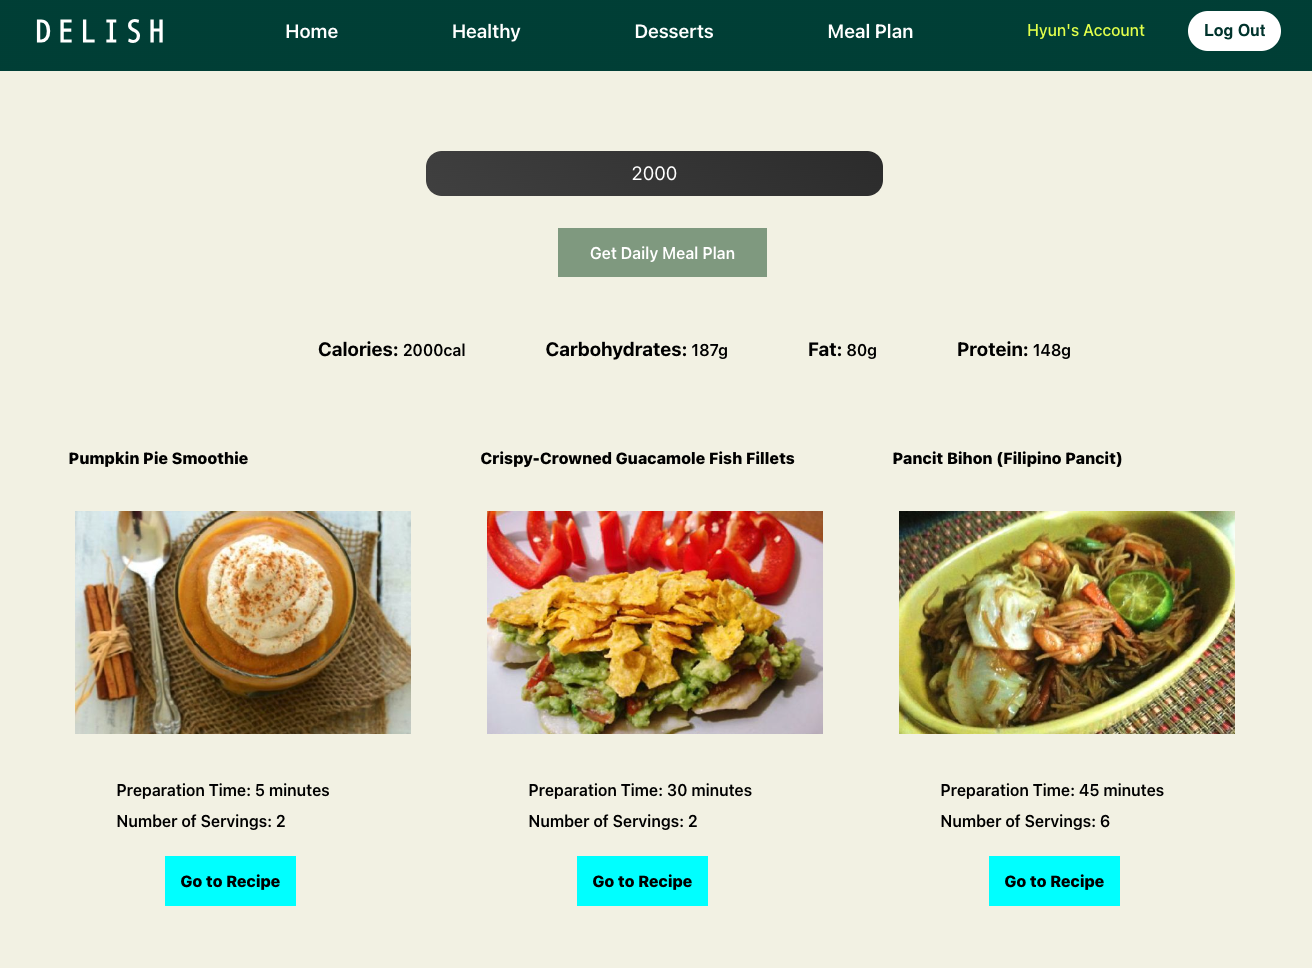 DELISH Home Healthy Desserts Meal Plan Hyun's Account Log Out
2000
Get Daily Meal Plan
Calories: 2000cal Carbohydrates: 187g Fat: 80g Protein: 148g
Pumpkin Pie Smoothie
Crispy-Crowned Guacamole Fish Fillets
Pancit Bihon (Filipino Pancit)
Preparation Time: 5 minutes
Number of Servings: 2
Go to Recipe
Preparation Time: 30 minutes
Number of Servings: 2
Go to Recipe
Preparation Time: 45 minutes
Number of Servings: 6
Go to Recipe